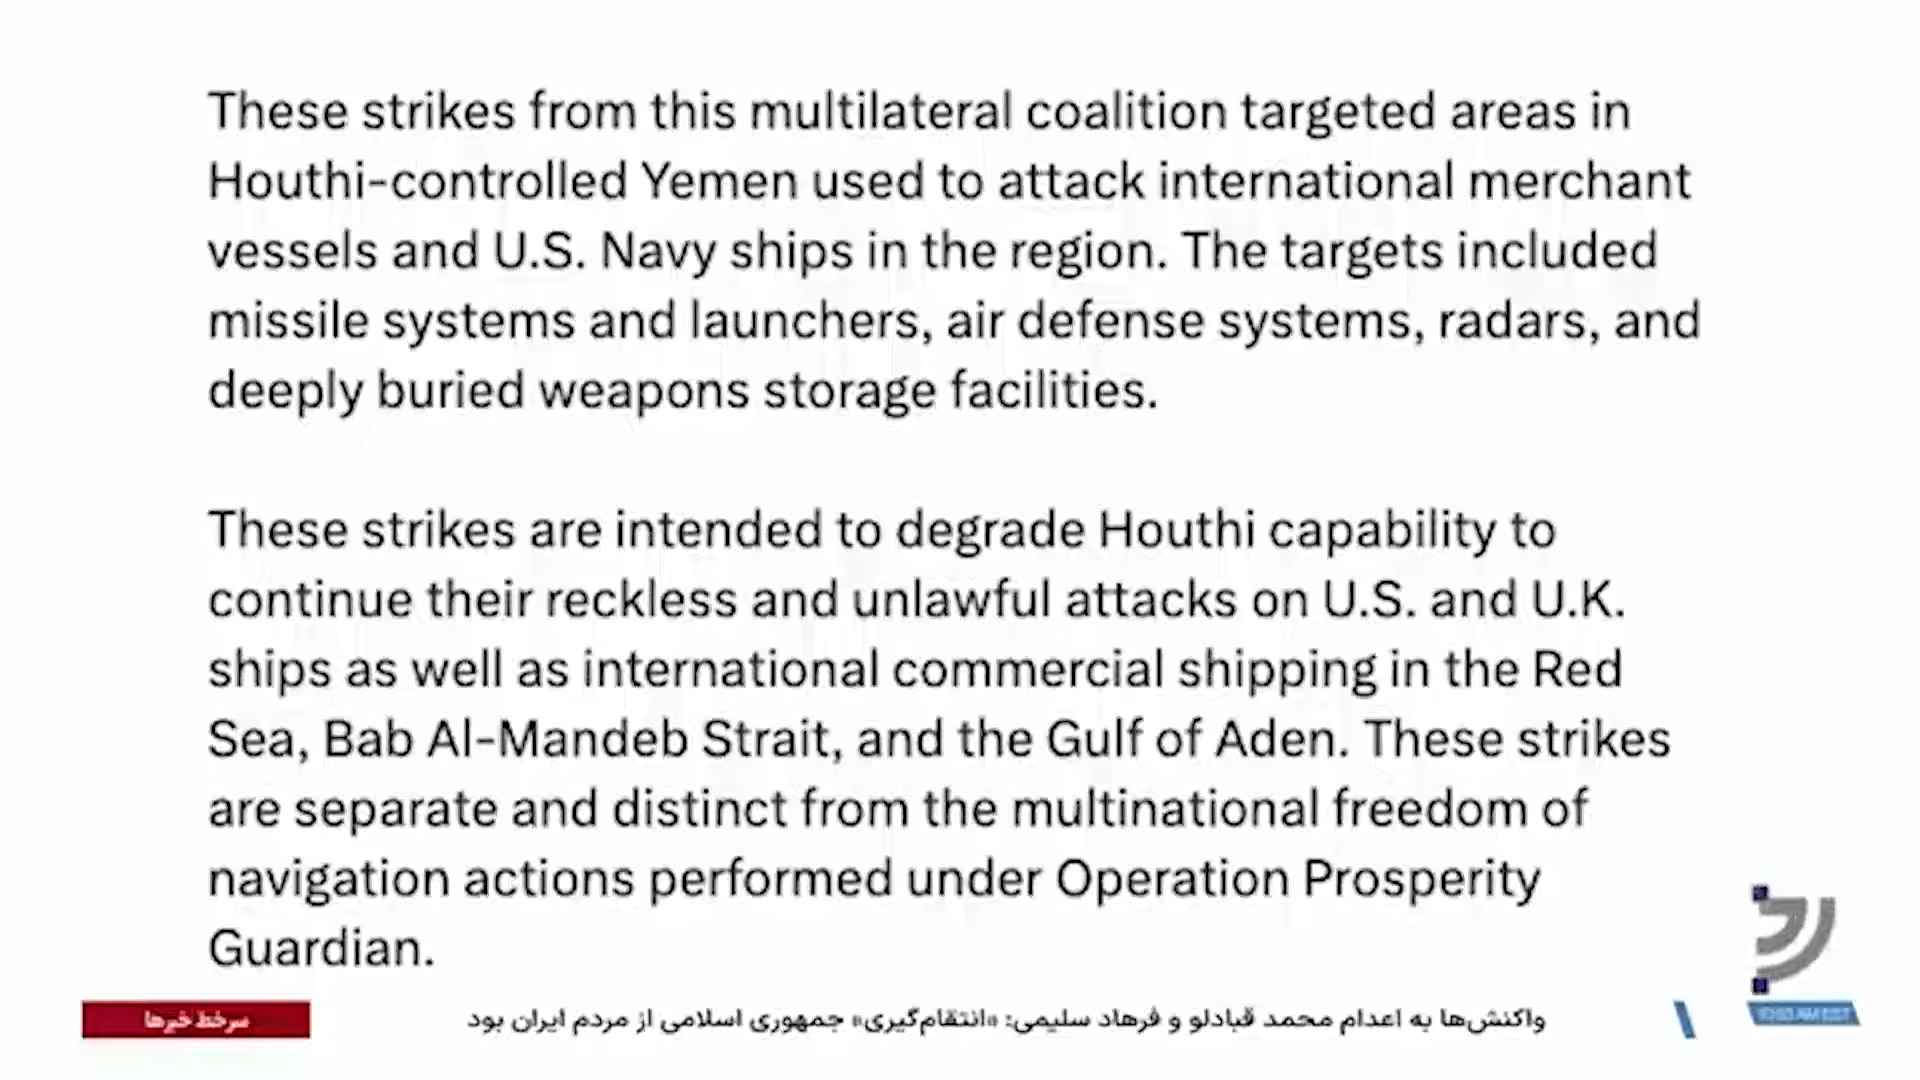 These strikes from this multilateral coalition targeted areas in
Houthi-controlled Yemen used to attack international merchant
vessels and U.S. Navy ships in the region. The targets included
missile systems and launchers, air defense systems, radars, and
deeply buried weapons storage facilities.
These strikes are intended to degrade Houthi capability to
continue their reckless and unlawful attacks on U.S. and U.K.
ships as well as international commercial shipping in the Red
Sea, Bab Al-Mandeb Strait, and the Gulf of Aden. These strikes
are separate and distinct from the multinational freedom of
navigation actions performed under Operation Prosperity
Guardian.
سرخط خبرها
واکنش‌ها به اعدام محمد قبادلو و فرهاد سلیمی: «انتقام‌گیری» جمهوری اسلامی از مردم ایران بود